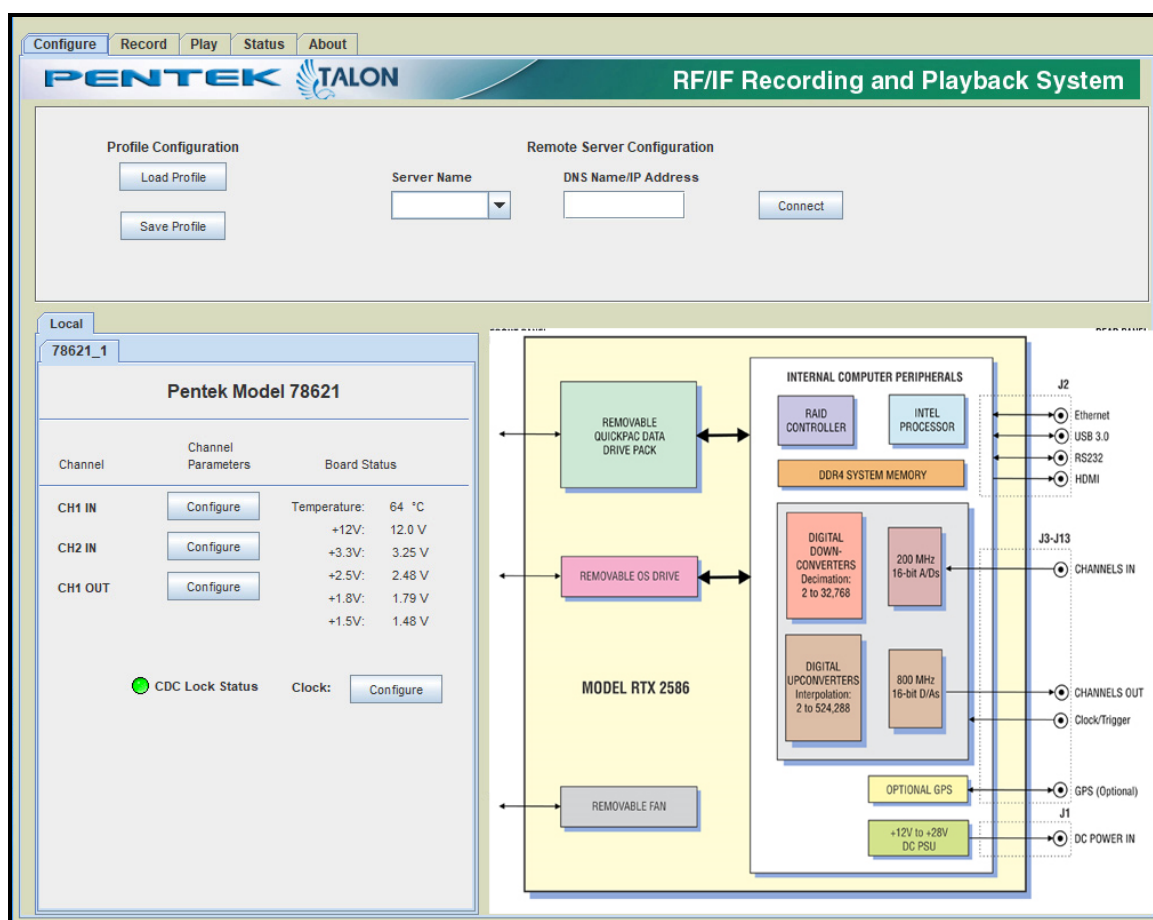 Configure Record Play Status About
PENTEK TALON RF/IF Recording and Playback System
Profile Configuration
Load Profile
Save Profile
Remote Server Configuration
Server Name
DNS Name/IP Address
Connect
Local
78621_1
Pentek Model 78621
Channel
Channel
Parameters
Board Status
CH1 IN Configure
CH2 IN Configure
CH1 OUT Configure
Temperature: 64 °C
+12V: 12.0 V
+3.3V: 3.25 V
+2.5V: 2.48 V
+1.8V: 1.79 V
+1.5V: 1.48 V
CDC Lock Status Clock: Configure
REMOVABLE
QUICKPAC DATA
DRIVE PACK
REMOVABLE OS DRIVE
MODEL RTX 2586
REMOVABLE FAN
INTERNAL COMPUTER PERIPHERALS
RAID
CONTROLLER
INTEL
PROCESSOR
DDR4 SYSTEM MEMORY
DIGITAL
DOWN-
CONVERTERS
Decimation:
2 to 32,768
200 MHz
16-bit A/Ds
DIGITAL
UPCONVERTERS
Interpolation:
2 to 524,288
800 MHz
16-bit D/As
OPTIONAL GPS
+12V to +28V
DC PSU
J2
Ethernet
USB 3.0
RS232
HDMI
J3-J13
CHANNELS IN
CHANNELS OUT
Clock/Trigger
GPS (Optional)
J1
DC POWER IN